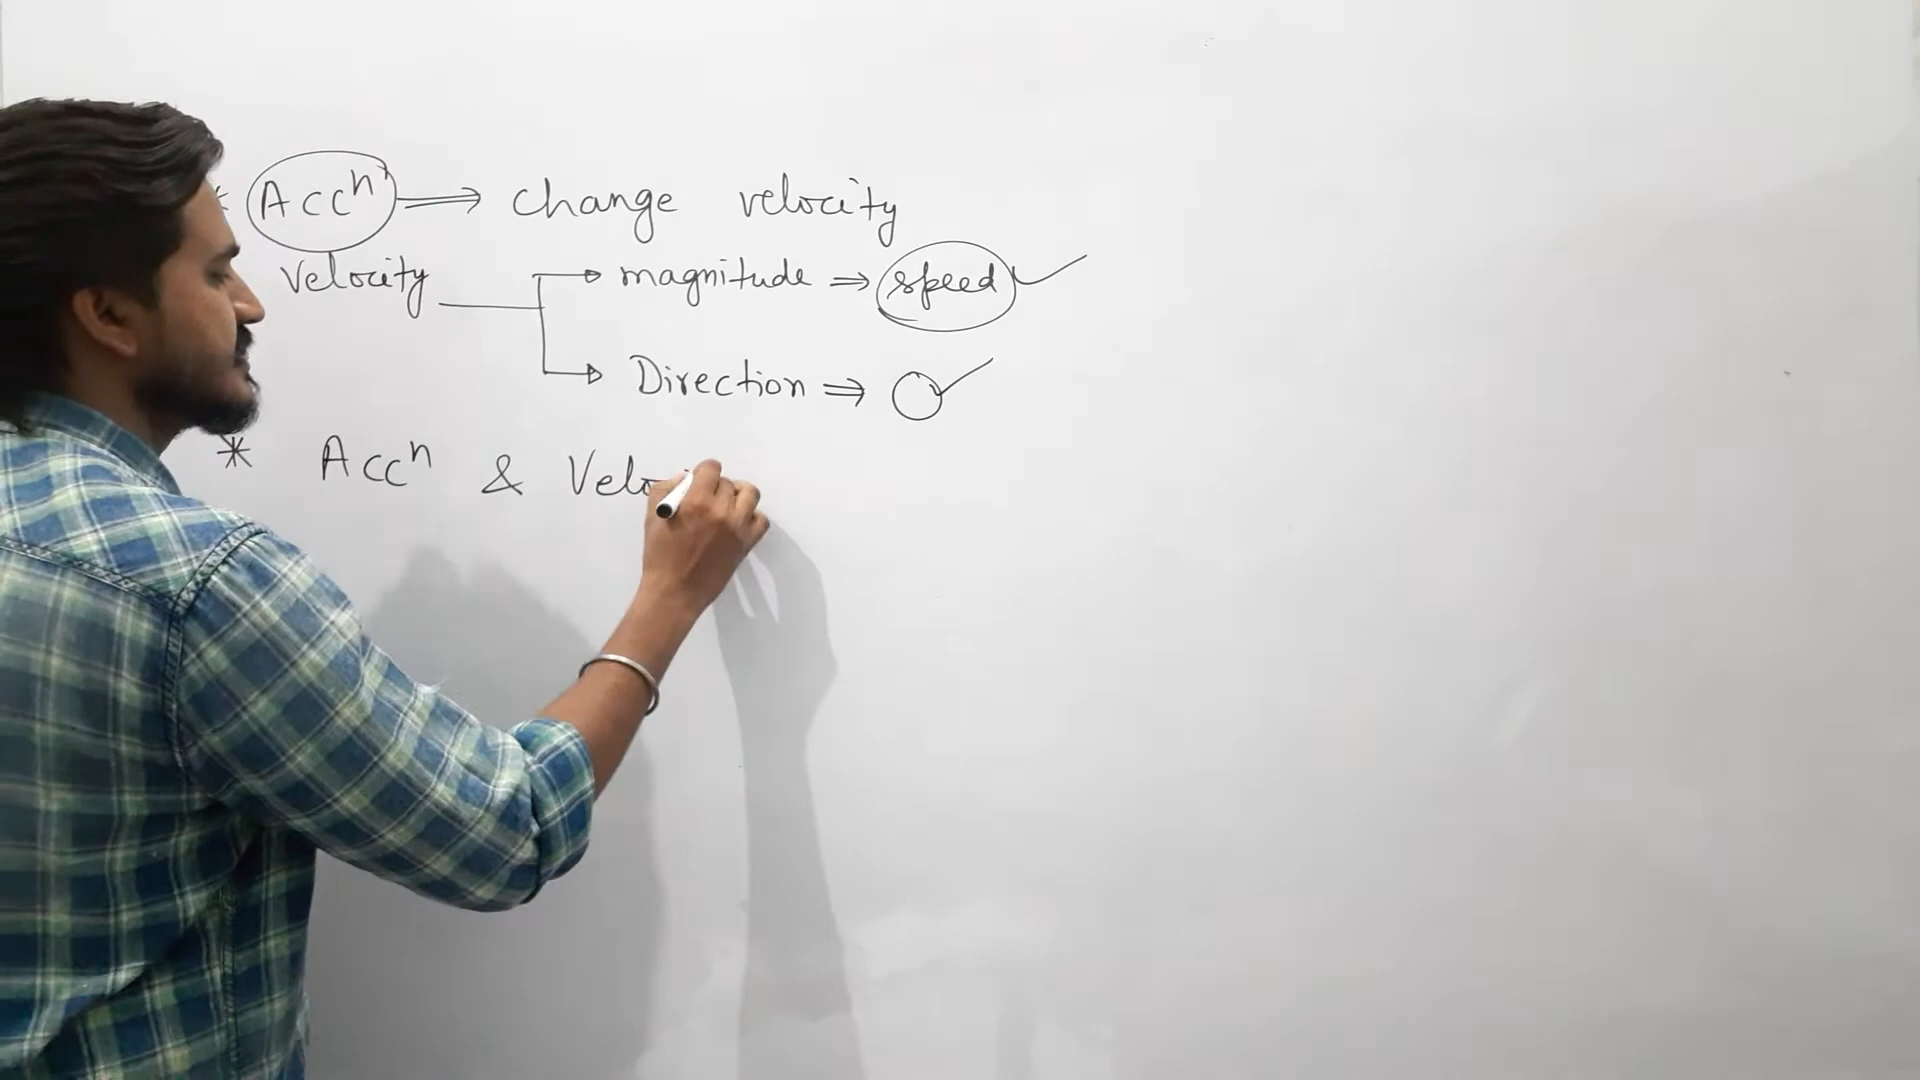 * Accⁿ ⟹ change velocity
Velocity → magnitude ⇒ speed ✓
→ Direction ⇒ ○ ✓
* Accⁿ & Velo